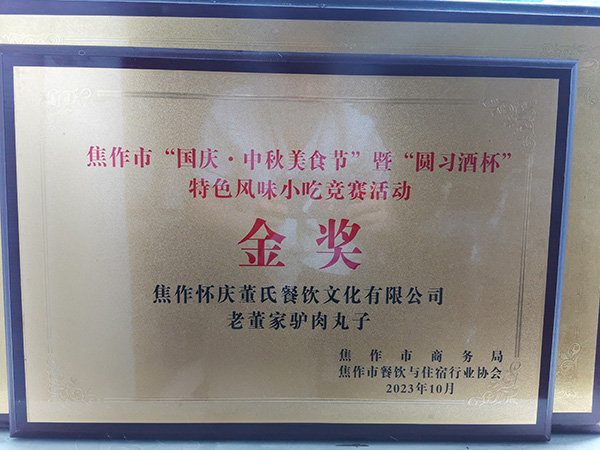 焦作市“国庆·中秋美食节”暨“圆习酒杯”
特色风味小吃竞赛活动
金奖
焦作怀庆董氏餐饮文化有限公司
老董家驴肉丸子
焦作市商务局
焦作市餐饮与住宿行业协会
2023年10月